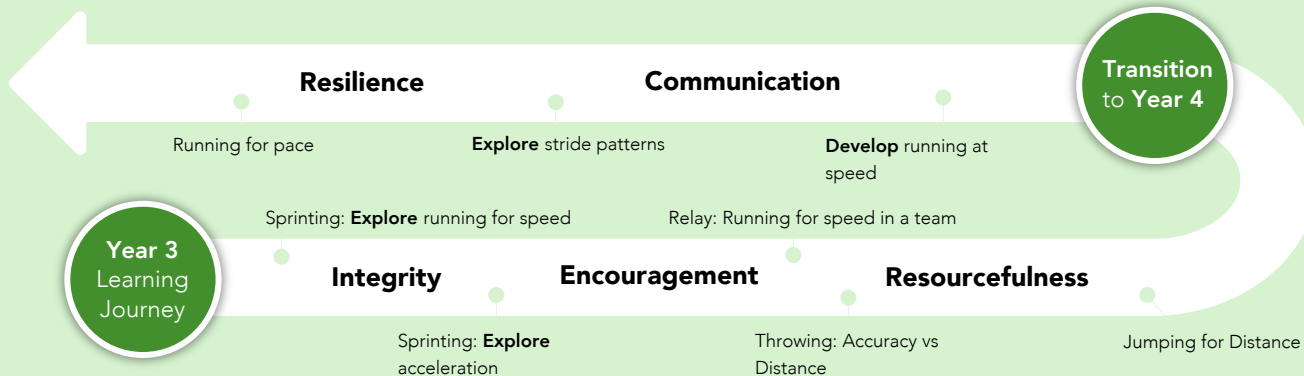 Resilience
Communication
Transition
to Year 4
Running for pace
Explore stride patterns
Develop running at
speed
Sprinting: Explore running for speed
Relay: Running for speed in a team
Year 3
Learning
Journey
Integrity
Encouragement
Resourcefulness
Sprinting: Explore
acceleration
Throwing: Accuracy vs
Distance
Jumping for Distance